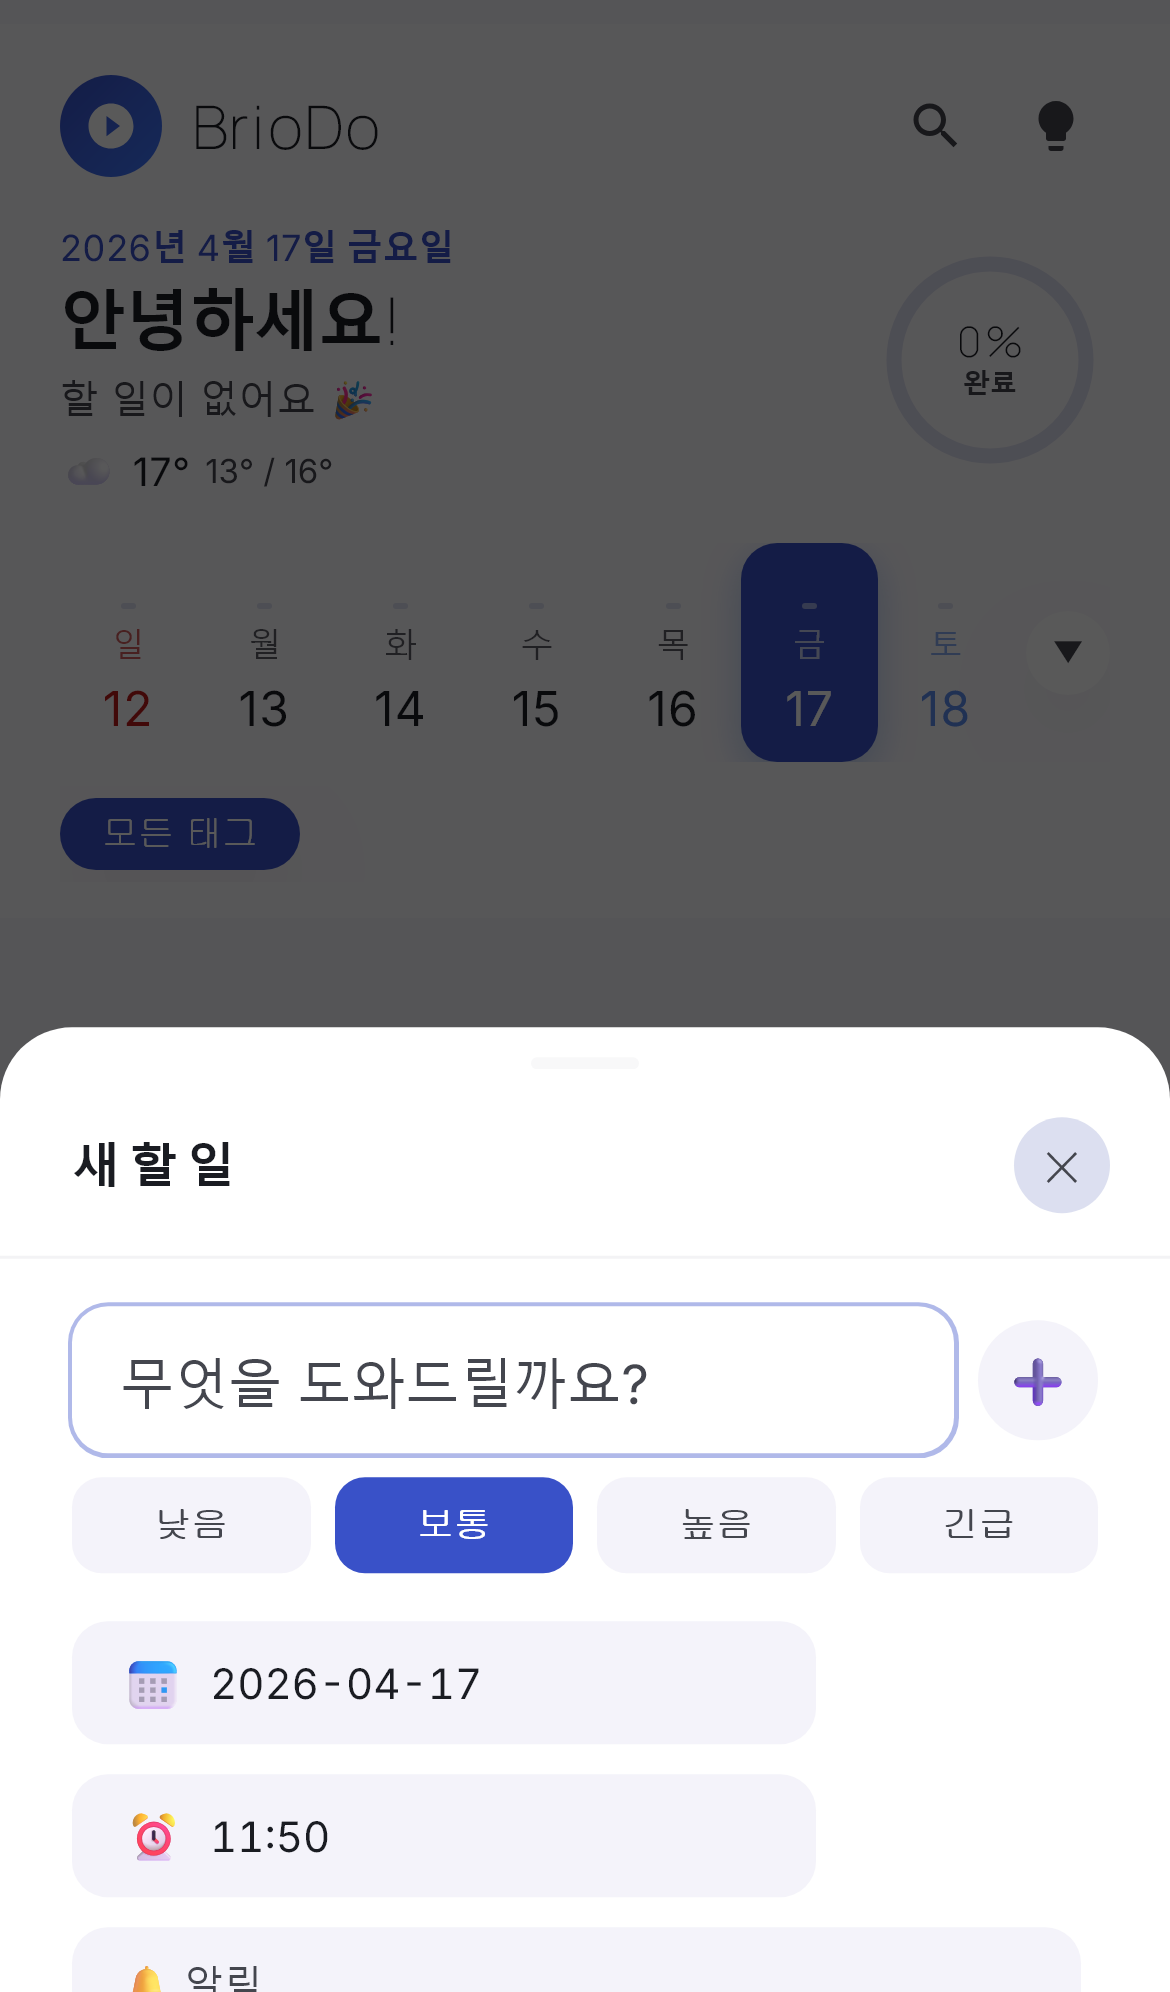 BrioDo
2026년 4월 17일 금요일
안녕하세요!
할 일이 없어요 🎉
0%
완료
17° 13° / 16°
일 월 화 수 목 금 토
12 13 14 15 16 17 18
모든 태그
새 할 일
무엇을 도와드릴까요?
낮음 보통 높음 긴급
2026-04-17
11:50
알림